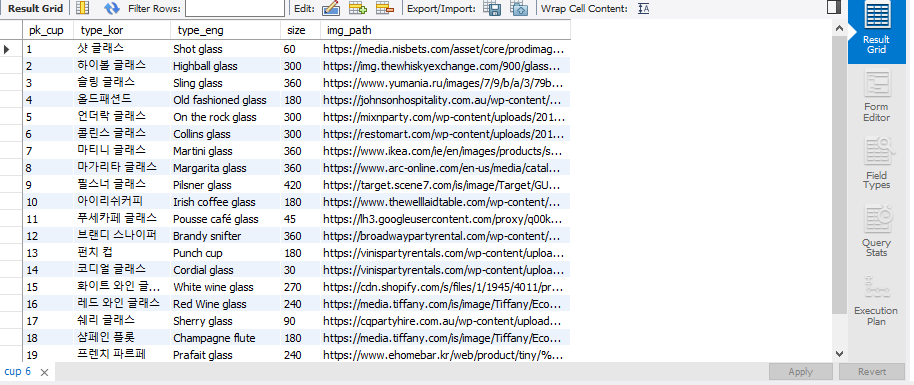 Result Grid Filter Rows: Edit: Export/Import: Wrap Cell Content:
pk_cup type_kor type_eng size img_path
1 샷 글래스 Shot glass 60 https://media.nisbets.com/asset/core/prodimag...
2 하이볼 글래스 Highball glass 300 https://img.thewhiskyexchange.com/900/glass...
3 슬링 글래스 Sling glass 360 https://www.yumania.ru/images/7/9/b/a/3/79b...
4 올드패션드 Old fashioned glass 180 https://johnsonhospitality.com.au/wp-content/...
5 언더락 글래스 On the rock glass 300 https://mixnparty.com/wp-content/uploads/201...
6 콜린스 글래스 Collins glass 300 https://restomart.com/wp-content/uploads/201...
7 마티니 글래스 Martini glass 360 https://www.ikea.com/ie/en/images/products/s...
8 마가리타 글래스 Margarita glass 360 https://www.arc-online.com/en-us/media/catal...
9 필스너 글래스 Pilsner glass 420 https://target.scene7.com/is/image/Target/GU...
10 아이리쉬커피 Irish coffee glass 180 https://www.thewellaidtable.com/wp-content/...
11 푸세카페 글래스 Pousse café glass 45 https://lh3.googleusercontent.com/proxy/q00k...
12 브랜디 스나이퍼 Brandy snifter 360 https://broadwaypartyrental.com/wp-content/...
13 펀치 컵 Punch cup 180 https://vinispartyrentals.com/wp-content/uploa...
14 코디얼 글래스 Cordial glass 30 https://vinispartyrentals.com/wp-content/uploa...
15 화이트 와인 글... White wine glass 270 https://cdn.shopify.com/s/files/1/1945/4011/pr...
16 레드 와인 글래스 Red Wine glass 240 https://media.tiffany.com/is/image/Tiffany/Eco...
17 쉐리 글래스 Sherry glass 90 https://cqpartyhire.com.au/wp-content/upload...
18 샴페인 플룻 Champagne flute 180 https://media.tiffany.com/is/image/Tiffany/Eco...
19 프렌치 파르페 Prafait glass 240 https://www.ehomebar.kr/web/product/tiny/%...
cup 6
Apply Revert
Result
Grid
Form
Editor
Field
Types
Query
Stats
Execution
Plan